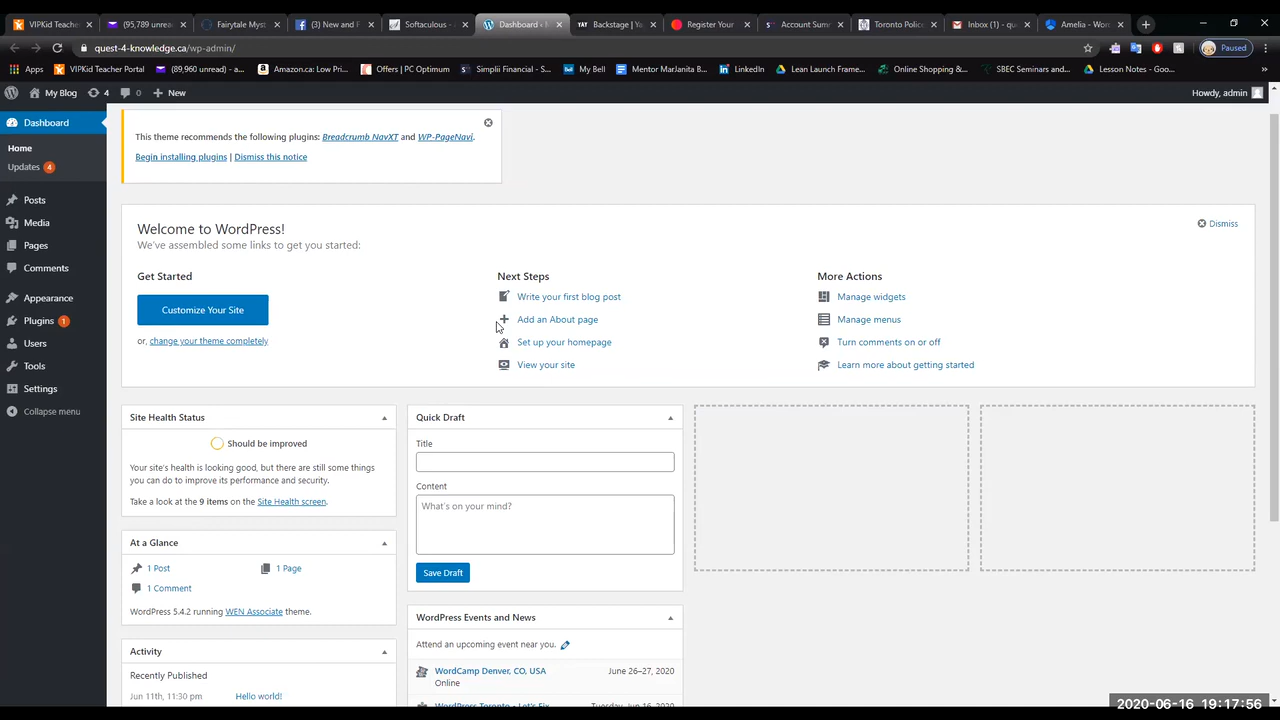 VIPKid Teacher
(95,789 unrea
Fairytale Myst
(3) New and F
Softaculous -
Dashboard ‹
Backstage | Y
Register Your
Account Sum
Toronto Polic
Inbox (1) - que
Amelia - Wor
quest-4-knowledge.ca/wp-admin/
Paused
Apps
VIPKid Teacher Portal
(89,960 unread) - a...
Amazon.ca: Low Pri...
Offers | PC Optimum
Simplii Financial - S...
My Bell
Mentor MarJanita B...
LinkedIn
Lean Launch Frame...
Online Shopping &...
SBEC Seminars and...
Lesson Notes - Goo...
My Blog
4
0
New
Howdy, admin
Dashboard
Home
Updates 4
Posts
Media
Pages
Comments
Appearance
Plugins 1
Users
Tools
Settings
Collapse menu
This theme recommends the following plugins: Breadcrumb NavXT and WP-PageNavi.
Begin installing plugins | Dismiss this notice
Welcome to WordPress!
We've assembled some links to get you started:
Dismiss
Get Started
Customize Your Site
or, change your theme completely
Next Steps
Write your first blog post
Add an About page
Set up your homepage
View your site
More Actions
Manage widgets
Manage menus
Turn comments on or off
Learn more about getting started
Site Health Status
Should be improved
Your site's health is looking good, but there are still some things
you can do to improve its performance and security.
Take a look at the 9 items on the Site Health screen.
At a Glance
1 Post
1 Page
1 Comment
WordPress 5.4.2 running WEN Associate theme.
Activity
Recently Published
Jun 11th, 11:30 pm
Hello world!
Quick Draft
Title
Content
What's on your mind?
Save Draft
WordPress Events and News
Attend an upcoming event near you.
WordCamp Denver, CO, USA
June 26–27, 2020
Online
WordPress Toronto - Let's Fix
Tuesday, Jun 16, 2020
2020-06-16 19:17:56